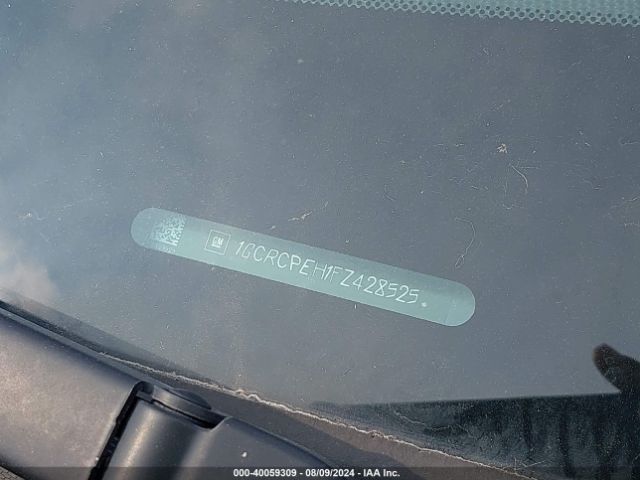 GM 1GCRCPEH1FZ428525
000-40059309 - 08/09/2024 - IAA Inc.